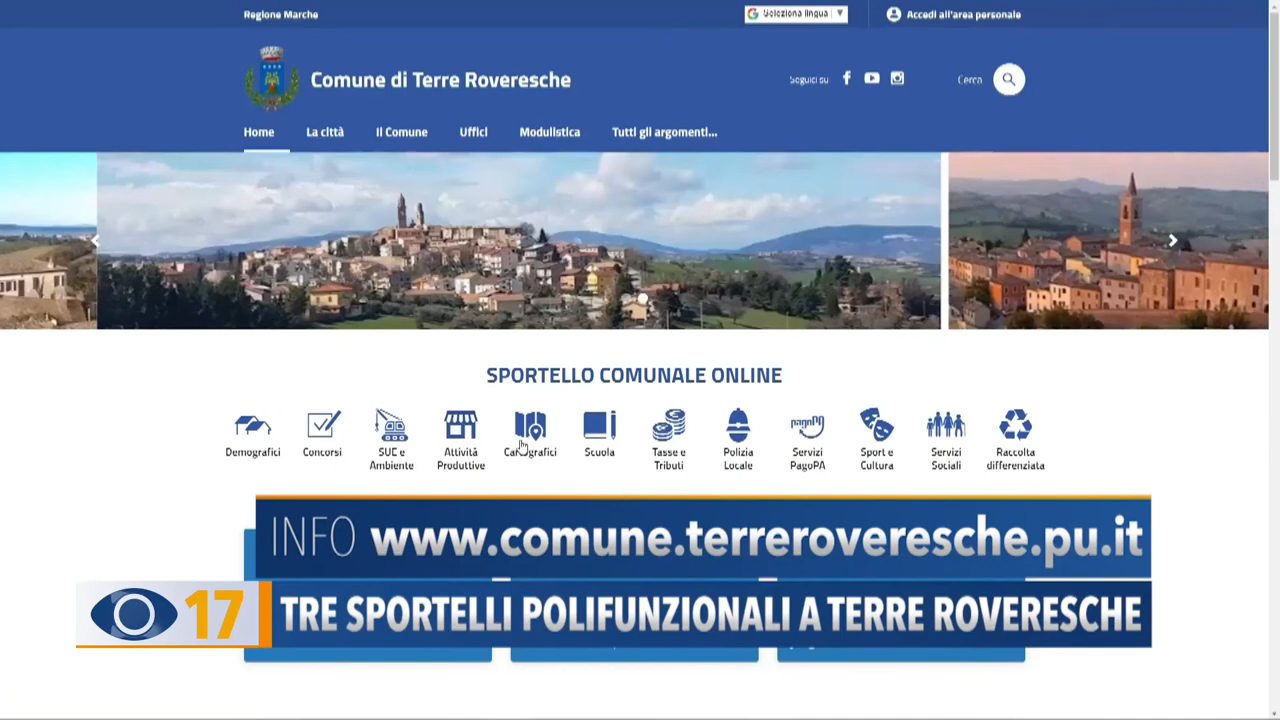 Regione Marche
Seleziona lingua
Accedi all'area personale
Comune di Terre Roveresche
Seguici su
Cerca
Home La città Il Comune Uffici Modulistica Tutti gli argomenti...
SPORTELLO COMUNALE ONLINE
Demografici Concorsi SUE e Ambiente Attività Produttive Cartografici Scuola Tasse e Tributi Polizia Locale Servizi PagoPA Sport e Cultura Servizi Sociali Raccolta differenziata
pagoPA
INFO www.comune.terreroveresche.pu.it
17 TRE SPORTELLI POLIFUNZIONALI A TERRE ROVERESCHE